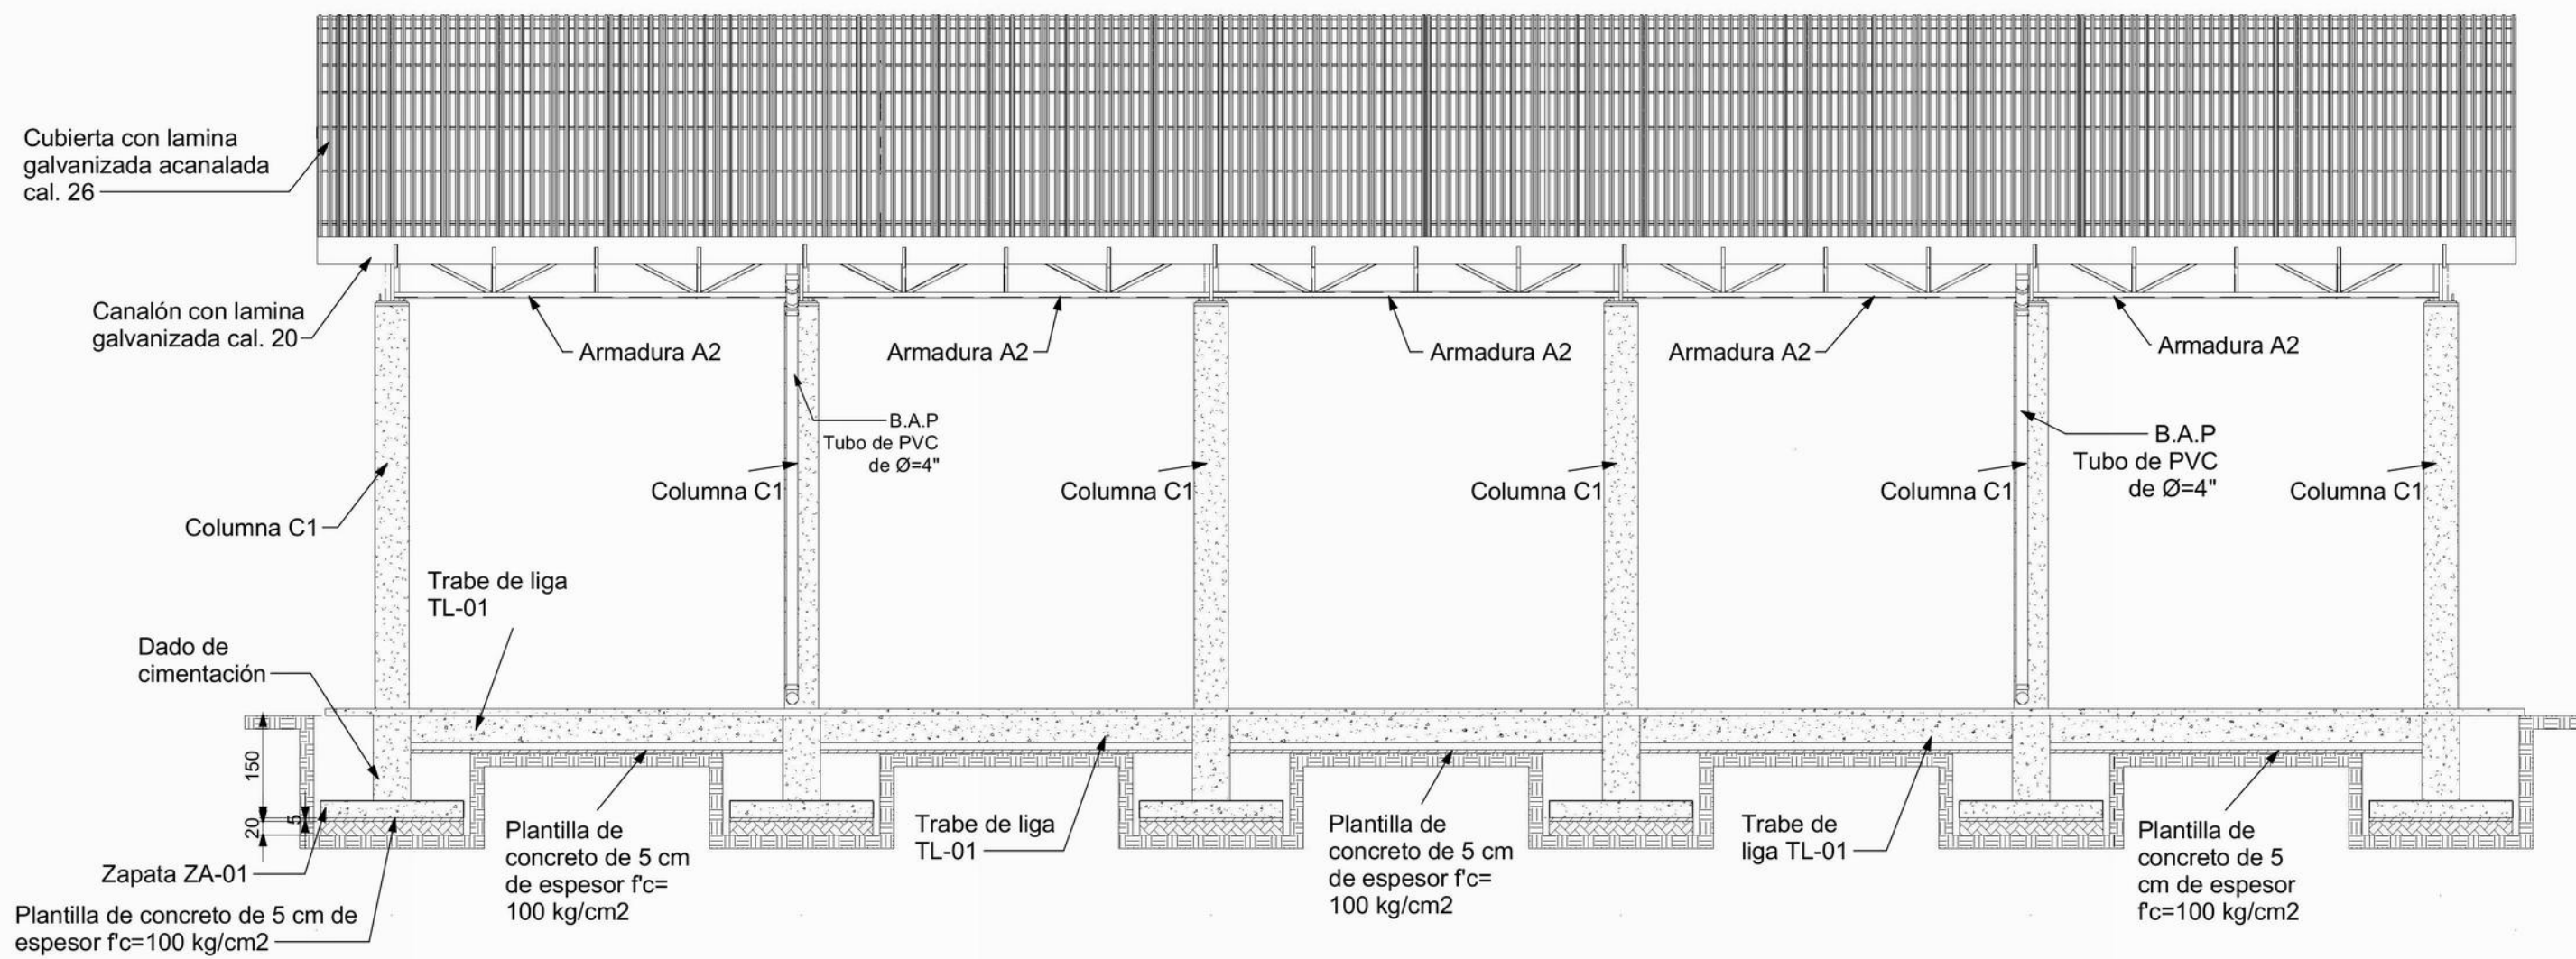 Cubierta con lamina
galvanizada acanalada
cal. 26
Canalón con lamina
galvanizada cal. 20
Armadura A2
Armadura A2
Armadura A2
Armadura A2
Armadura A2
B.A.P
Tubo de PVC
de Ø=4"
B.A.P
Tubo de PVC
de Ø=4"
Columna C1
Columna C1
Columna C1
Columna C1
Columna C1
Columna C1
Trabe de liga
TL-01
Dado de
cimentación
150
20
5
Zapata ZA-01
Plantilla de concreto de 5 cm de
espesor f'c=100 kg/cm2
Plantilla de
concreto de 5 cm
de espesor f'c=
100 kg/cm2
Trabe de liga
TL-01
Plantilla de
concreto de 5 cm
de espesor f'c=
100 kg/cm2
Trabe de
liga TL-01
Plantilla de
concreto de 5
cm de espesor
f'c=100 kg/cm2